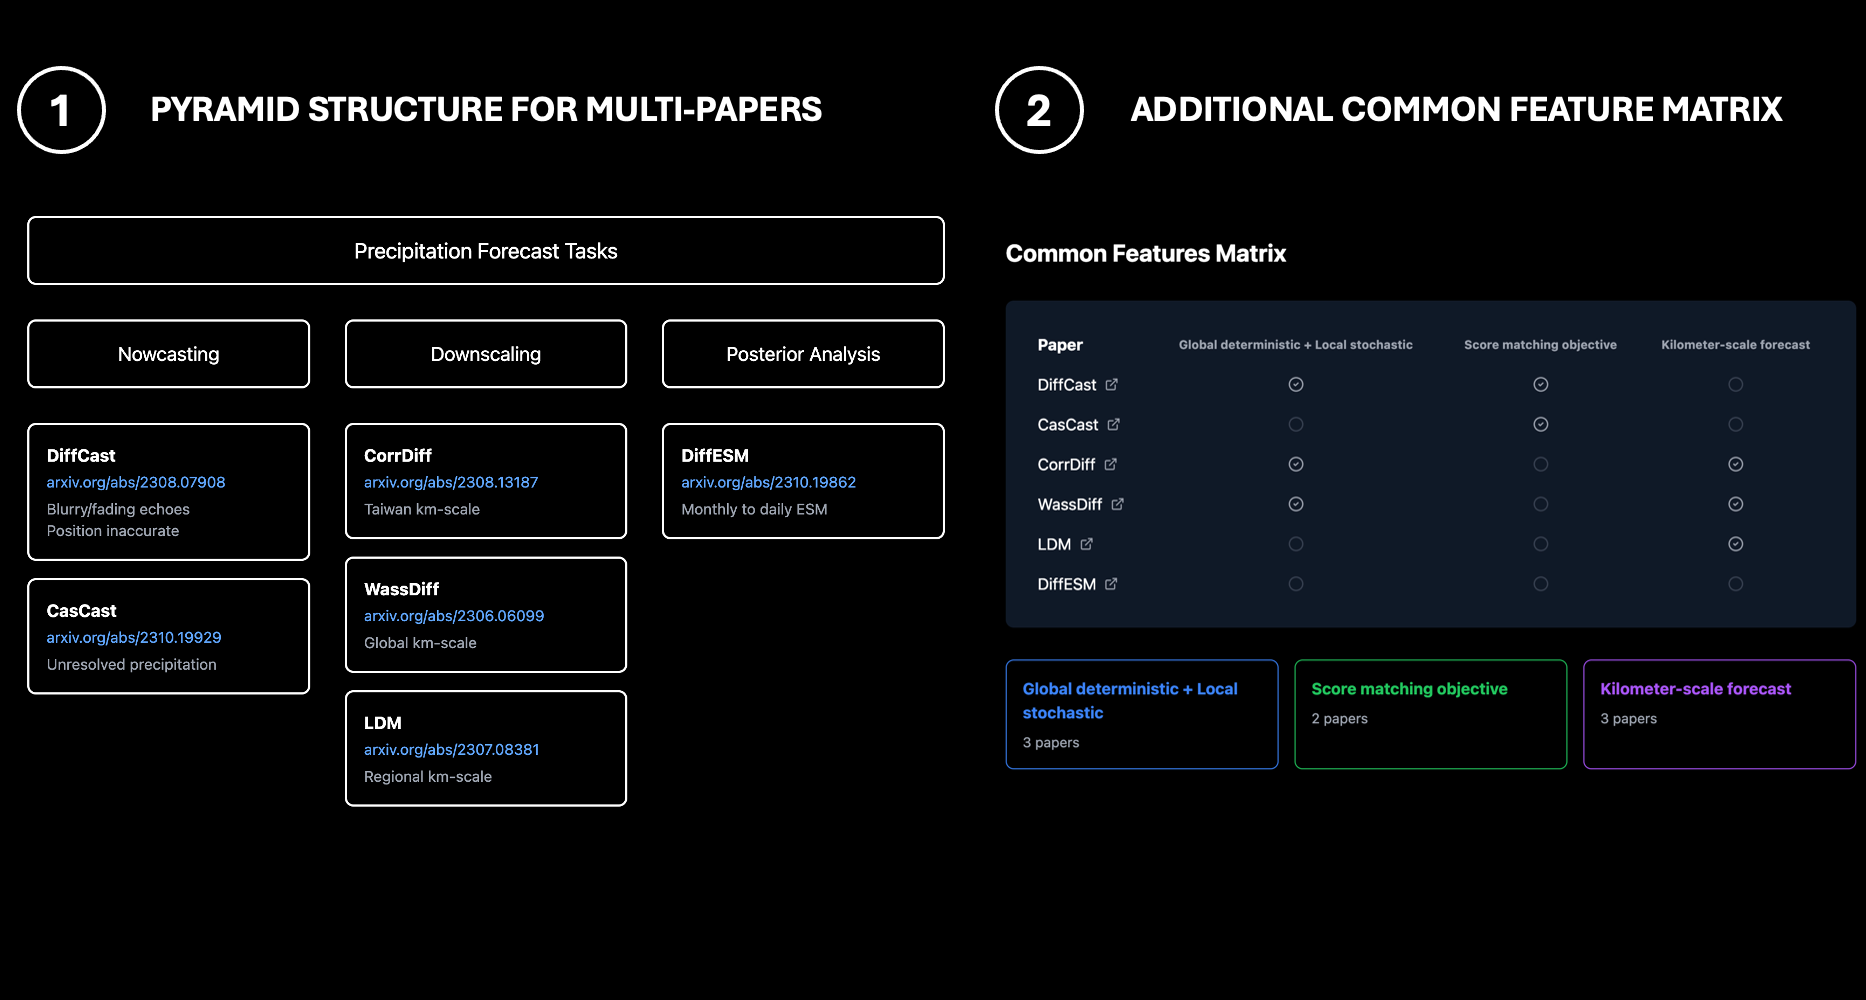 1
PYRAMID STRUCTURE FOR MULTI-PAPERS
Precipitation Forecast Tasks
Nowcasting
Downscaling
Posterior Analysis
DiffCast
arxiv.org/abs/2308.07908
Blurry/fading echoes
Position inaccurate
CasCast
arxiv.org/abs/2310.19929
Unresolved precipitation
CorrDiff
arxiv.org/abs/2308.13187
Taiwan km-scale
WassDiff
arxiv.org/abs/2306.06099
Global km-scale
LDM
arxiv.org/abs/2307.08381
Regional km-scale
DiffESM
arxiv.org/abs/2310.19862
Monthly to daily ESM
2
ADDITIONAL COMMON FEATURE MATRIX
Common Features Matrix
Paper Global deterministic + Local stochastic Score matching objective Kilometer-scale forecast
DiffCast
CasCast
CorrDiff
WassDiff
LDM
DiffESM
Global deterministic + Local
stochastic
3 papers
Score matching objective
2 papers
Kilometer-scale forecast
3 papers